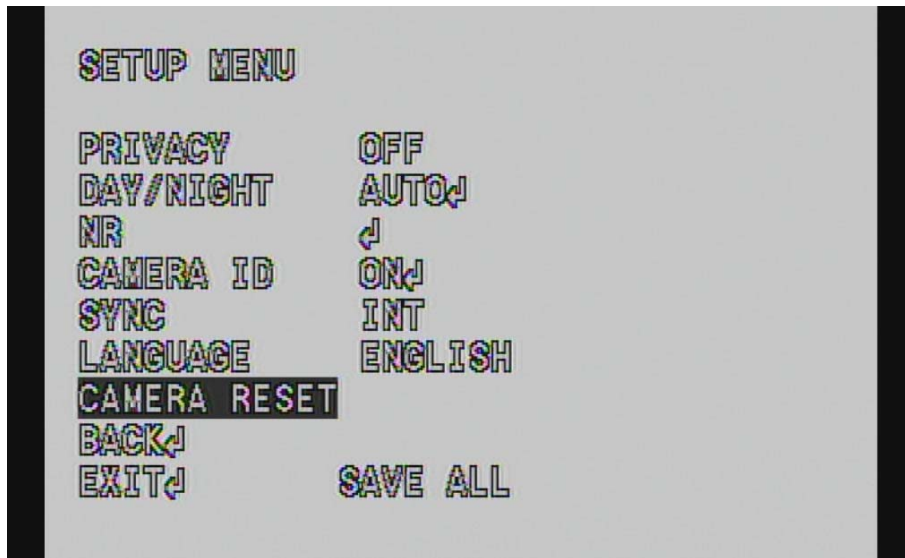 SETUP MENU
PRIVACY OFF
DAY/NIGHT AUTO↲
NR ↲
CAMERA ID ON↲
SYNC INT
LANGUAGE ENGLISH
CAMERA RESET
BACK↲
EXIT↲ SAVE ALL